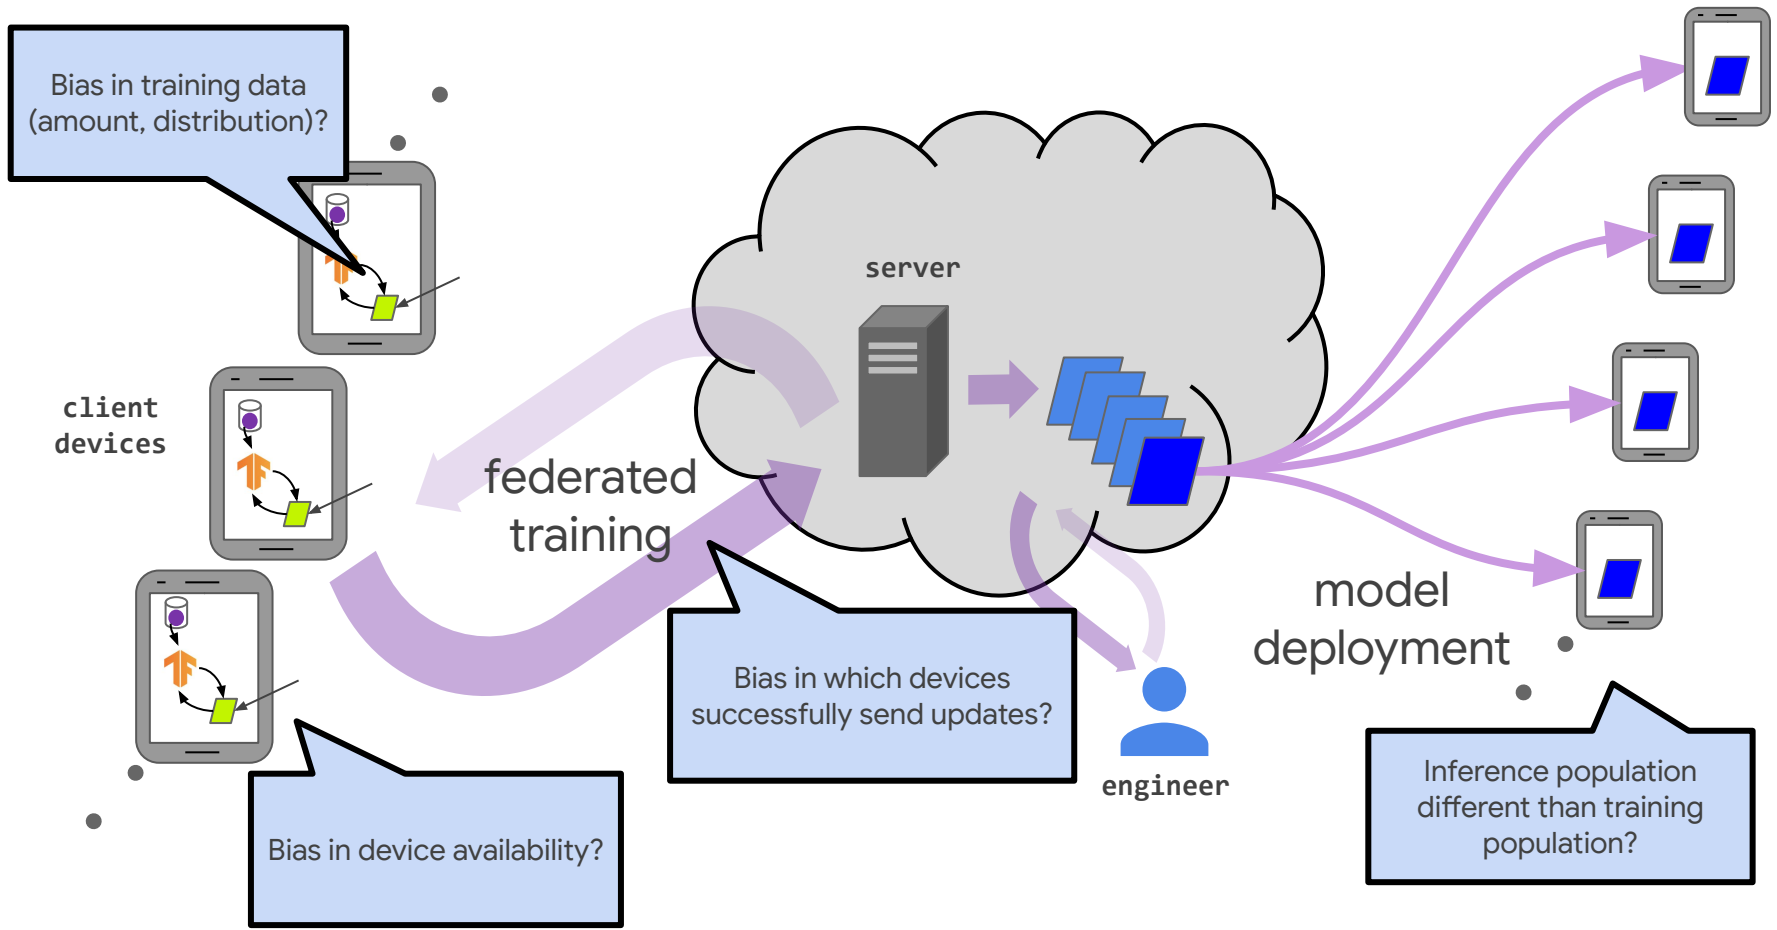 Bias in training data
(amount, distribution)?
server
client
devices
federated
training
model
deployment
Bias in which devices
successfully send updates?
engineer
Bias in device availability?
Inference population
different than training
population?